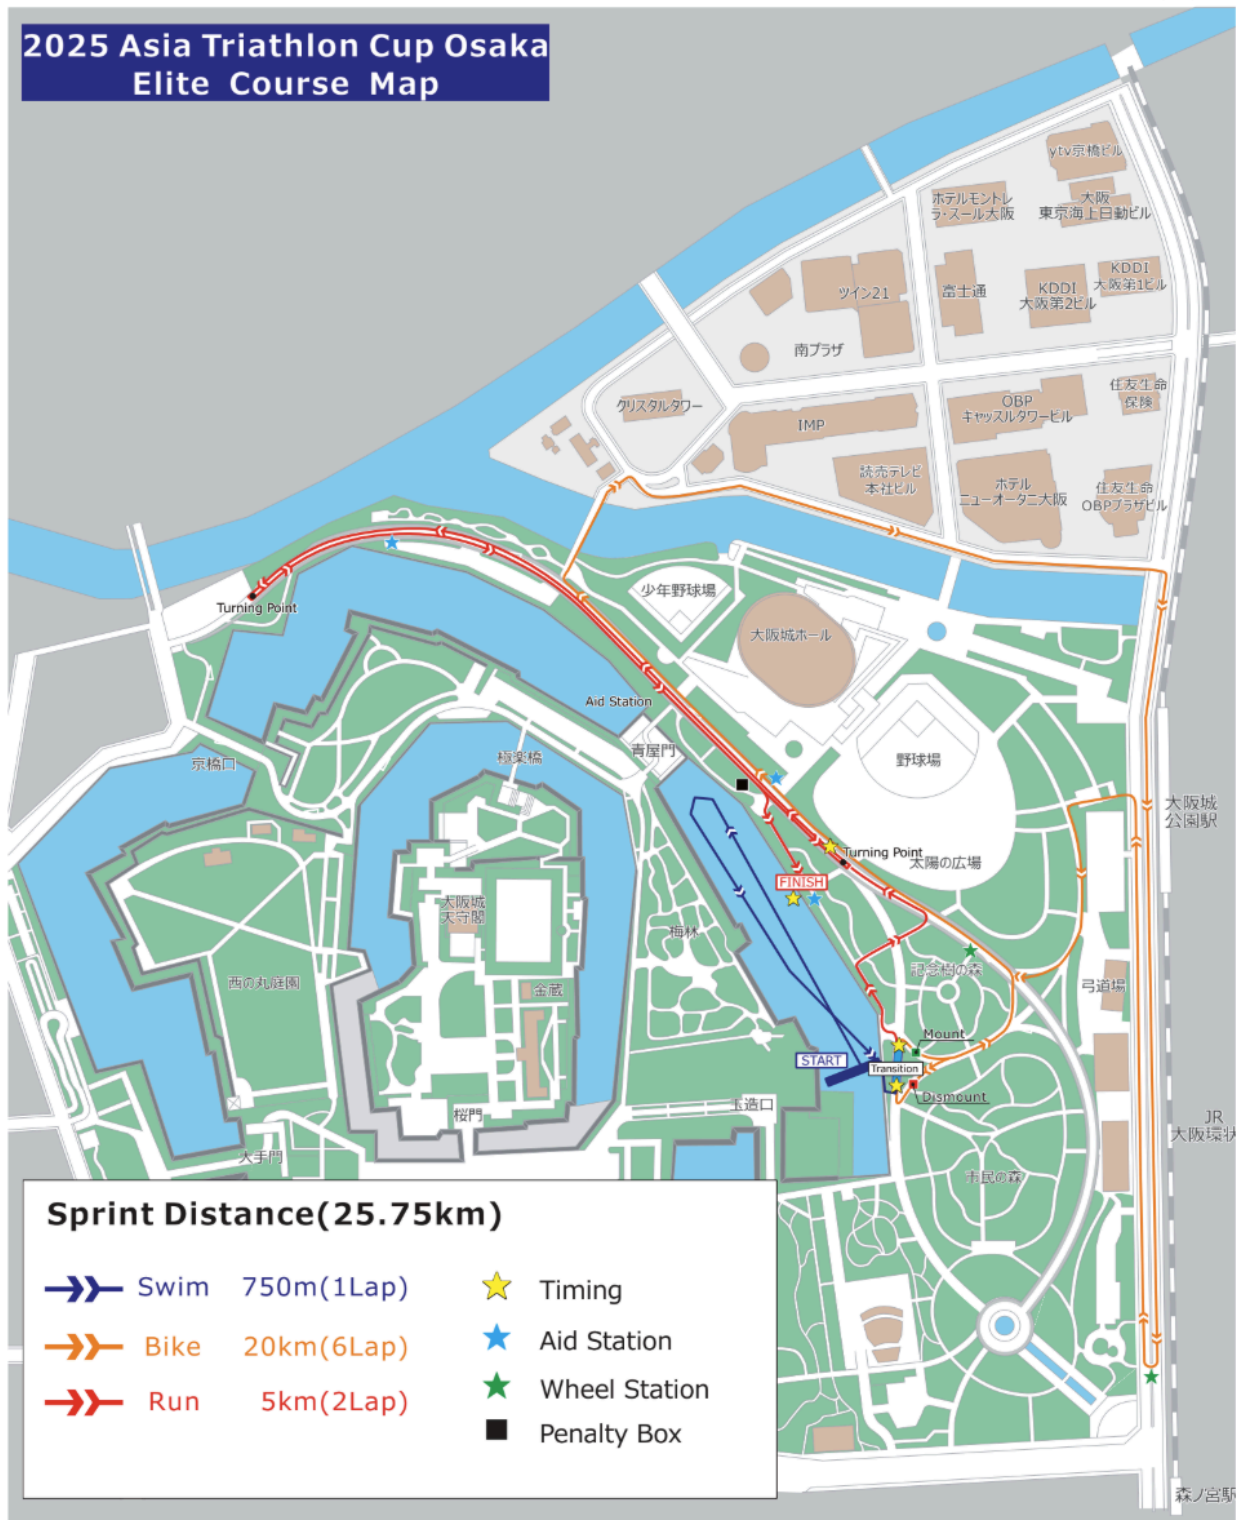 2025 Asia Triathlon Cup Osaka
Elite Course Map
ytv京橋ビル
ホテルモントレ
ラ・スール大阪
大阪
東京海上日動ビル
KDDI
大阪第1ビル
KDDI
大阪第2ビル
富士通
ツイン21
南プラザ
クリスタルタワー
IMP
OBP
キャッスルタワービル
住友生命
保険
読売テレビ
本社ビル
ホテル
ニューオータニ大阪
住友生命
OBPプラザビル
少年野球場
大阪城ホール
Turning Point
Aid Station
青屋門
極楽橋
京橋口
野球場
大阪城
公園駅
Turning Point
太陽の広場
FINISH
大阪城
天守閣
梅林
西の丸庭園
金蔵
記念樹の森
弓道場
Mount
START
Transition
Dismount
玉造口
桜門
大手門
市民の森
JR
大阪環状
森ノ宮駅
Sprint Distance(25.75km)
Swim 750m(1Lap)
Bike 20km(6Lap)
Run 5km(2Lap)
Timing
Aid Station
Wheel Station
Penalty Box